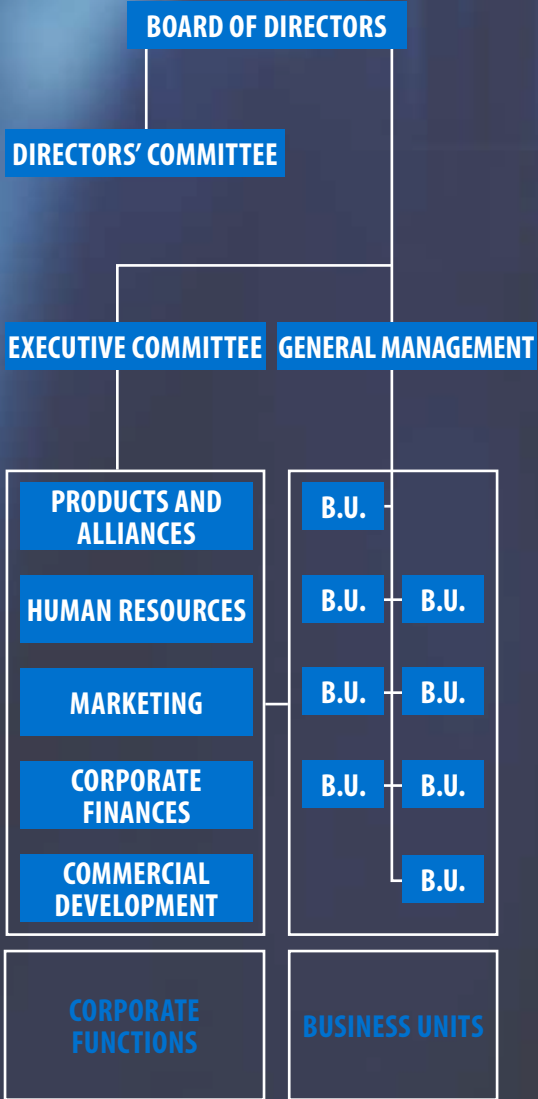 BOARD OF DIRECTORS
DIRECTORS’ COMMITTEE
EXECUTIVE COMMITTEE
GENERAL MANAGEMENT
PRODUCTS AND
ALLIANCES
HUMAN RESOURCES
MARKETING
CORPORATE
FINANCES
COMMERCIAL
DEVELOPMENT
B.U.
B.U. B.U.
B.U. B.U.
B.U. B.U.
B.U.
CORPORATE
FUNCTIONS
BUSINESS UNITS